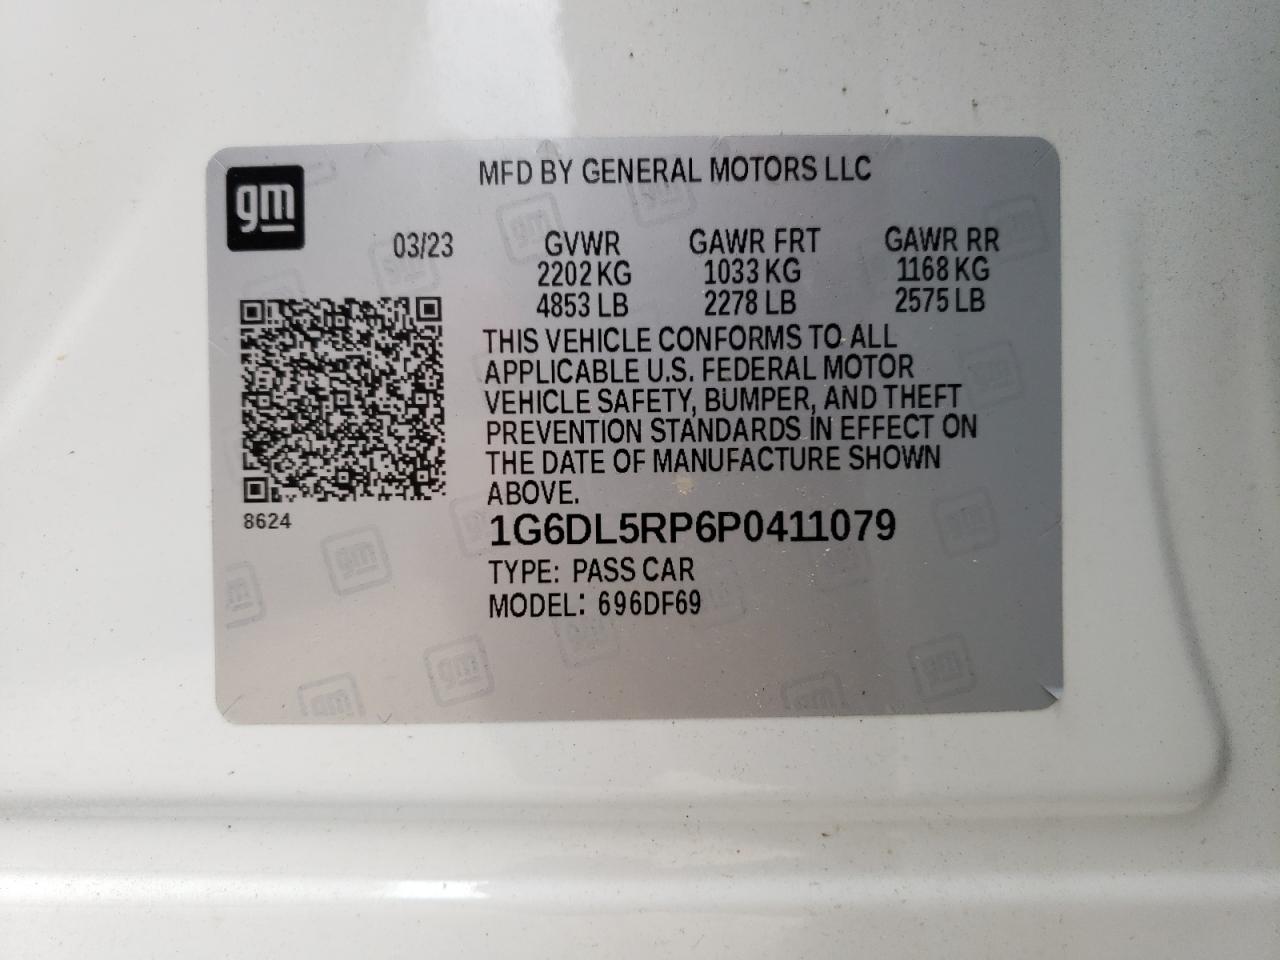 gm
MFD BY GENERAL MOTORS LLC
03/23 GVWR GAWR FRT GAWR RR
2202 KG 1033 KG 1168 KG
4853 LB 2278 LB 2575 LB
THIS VEHICLE CONFORMS TO ALL
APPLICABLE U.S. FEDERAL MOTOR
VEHICLE SAFETY, BUMPER, AND THEFT
PREVENTION STANDARDS IN EFFECT ON
THE DATE OF MANUFACTURE SHOWN
ABOVE.
8624
1G6DL5RP6P0411079
TYPE: PASS CAR
MODEL: 696DF69